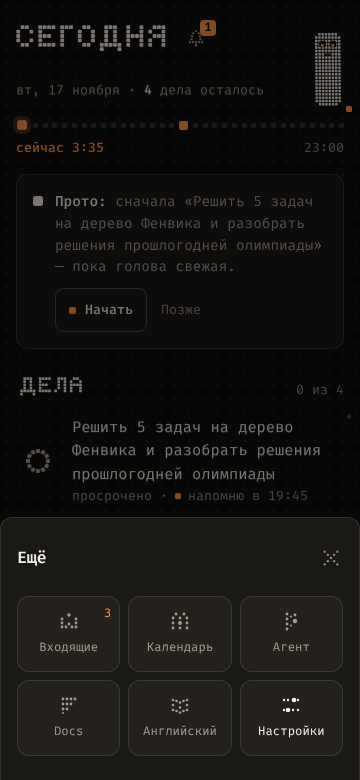 СЕГОДНЯ
1
вт, 17 ноября · 4 дела осталось
сейчас 3:35
23:00
Прото: сначала «Решить 5 задач
на дерево Фенвика и разобрать
решения прошлогодней олимпиады»
— пока голова свежая.
Начать
Позже
ДЕЛА
0 из 4
Решить 5 задач на дерево
Фенвика и разобрать решения
прошлогодней олимпиады
просрочено · напомню в 19:45
Ещё
3
Входящие
Календарь
Агент
Docs
Английский
Настройки